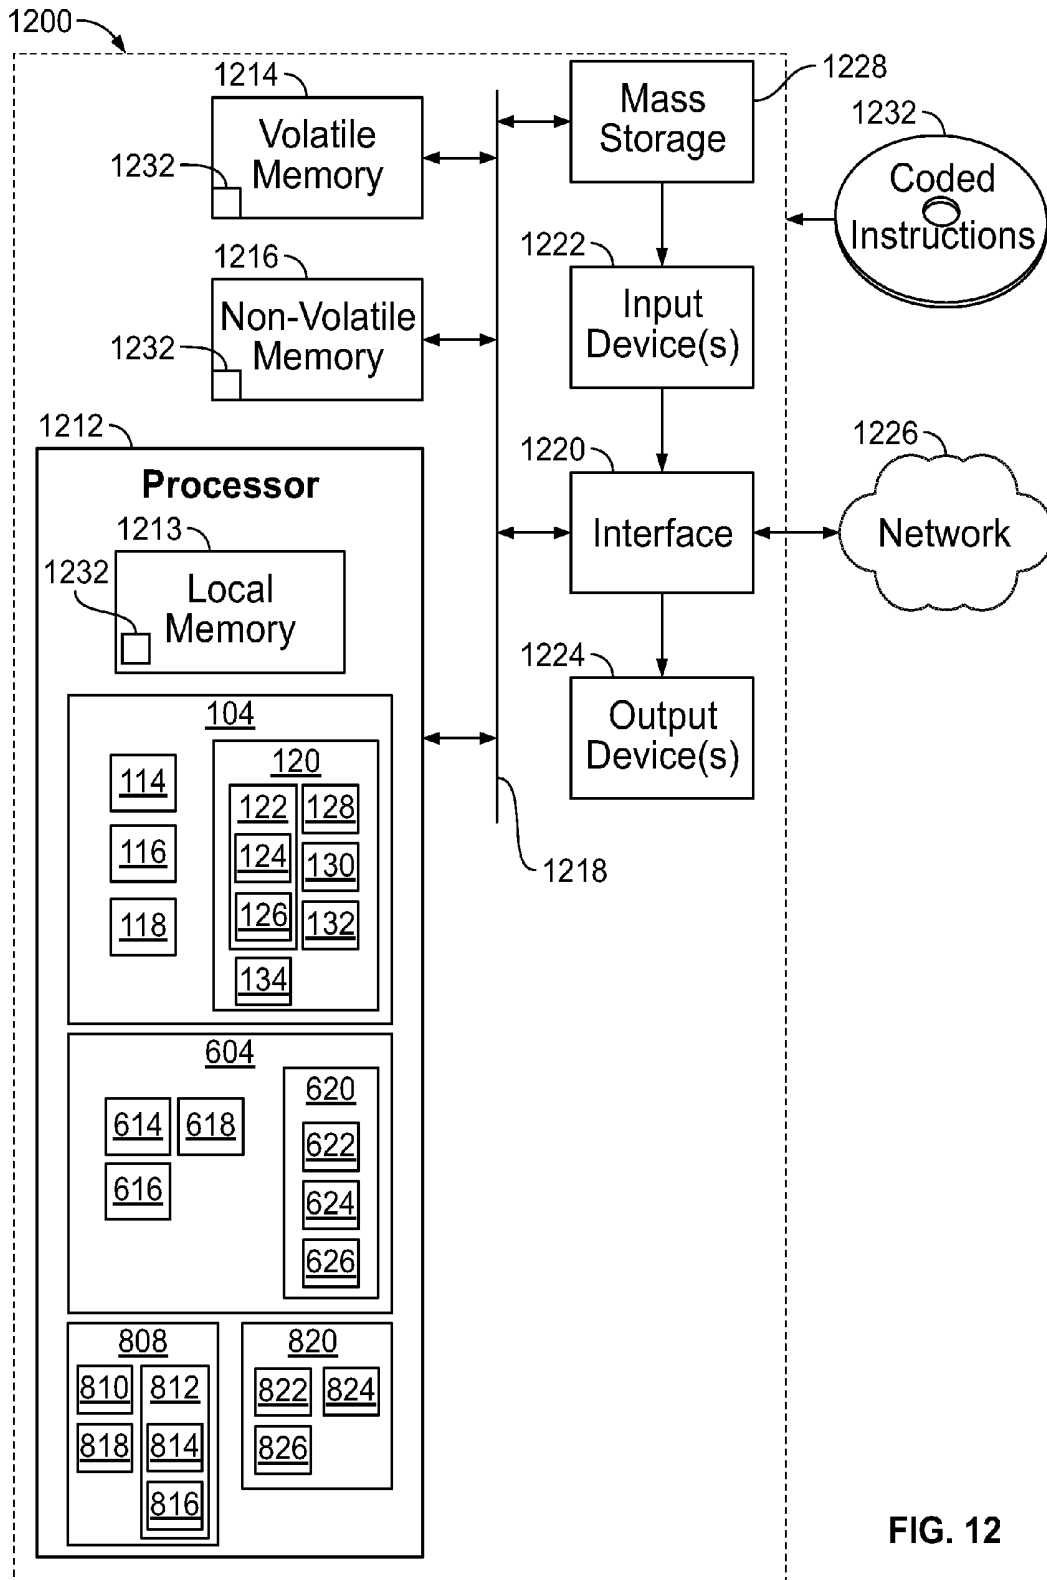 1200
1214
Volatile
Memory
1232
1228
Mass
Storage
1232
Coded
Instructions
1216
Non-Volatile
Memory
1232
1222
Input
Device(s)
1212
Processor
1213
1232
Local
Memory
1220
Interface
1226
Network
1224
Output
Device(s)
1218
104
114
116
118
120
122
124
126
128
130
132
134
604
614
618
616
620
622
624
626
808
810
812
818
814
816
820
822
824
826
FIG. 12